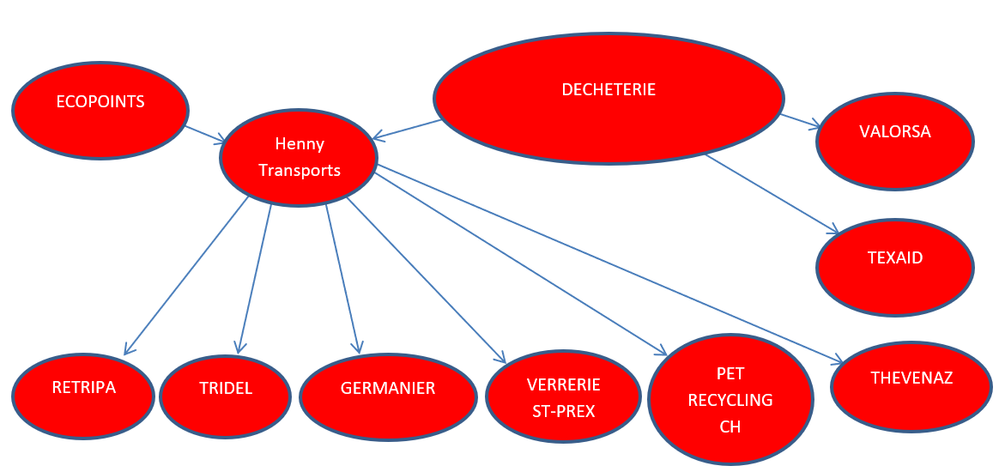 ECOPOINTS
DECHETERIE
VALORSA
Henny
Transports
TEXAID
RETRIPA
TRIDEL
GERMANIER
VERRERIE
ST-PREX
PET
RECYCLING
CH
THEVENAZ